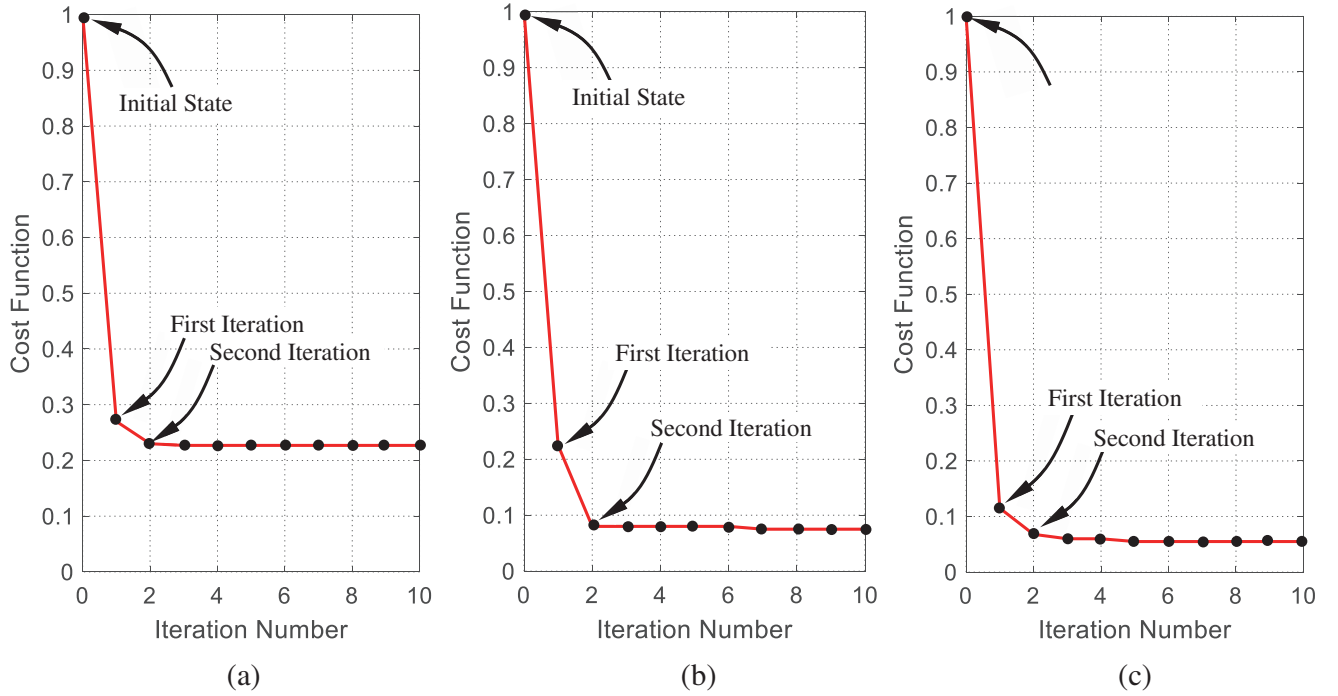 1
0.9
0.8
0.7
0.6
0.5
0.4
0.3
0.2
0.1
0
Cost Function
Initial State
First Iteration
Second Iteration
0 2 4 6 8 10
Iteration Number
(a)
1
0.9
0.8
0.7
0.6
0.5
0.4
0.3
0.2
0.1
0
Cost Function
Initial State
First Iteration
Second Iteration
0 2 4 6 8 10
Iteration Number
(b)
1
0.9
0.8
0.7
0.6
0.5
0.4
0.3
0.2
0.1
0
Cost Function
First Iteration
Second Iteration
0 2 4 6 8 10
Iteration Number
(c)